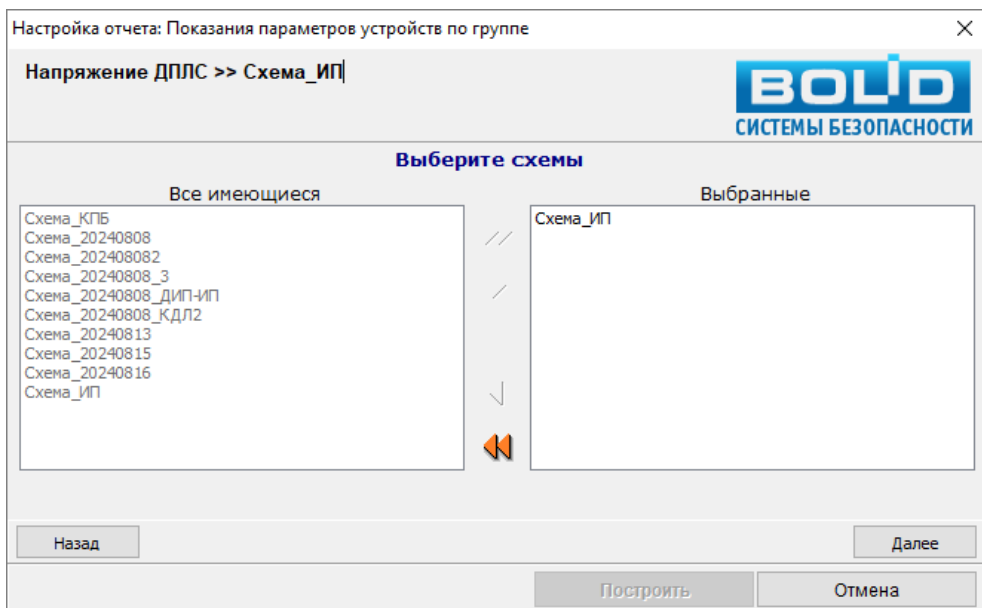 Настройка отчета: Показания параметров устройств по группе
Напряжение ДПЛС >> Схема_ИП
BOLID
СИСТЕМЫ БЕЗОПАСНОСТИ
Выберите схемы
Все имеющиеся
Выбранные
Схема_КПБ
Схема_20240808
Схема_202408082
Схема_20240808_3
Схема_20240808_ДИП-ИП
Схема_20240808_КДЛ2
Схема_20240813
Схема_20240815
Схема_20240816
Схема_ИП
Схема_ИП
Назад
Далее
Построить
Отмена